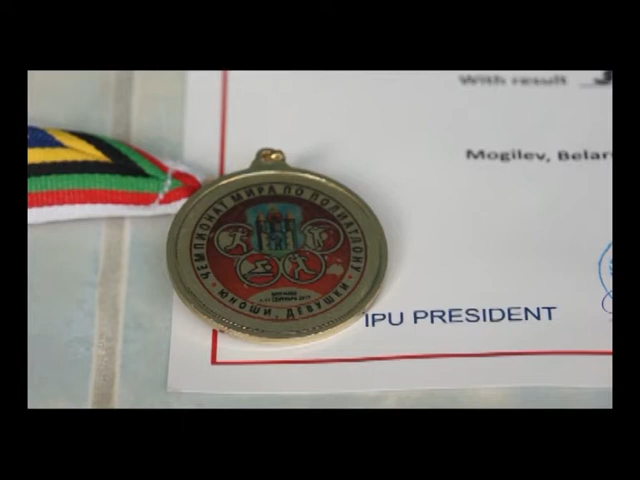 With result
Mogilev, Belar
ЧЕМПИОНАТ МИРА ПО ПОЛИАТЛОНУ
ЮНОШИ, ДЕВУШКИ
IPU PRESIDENT